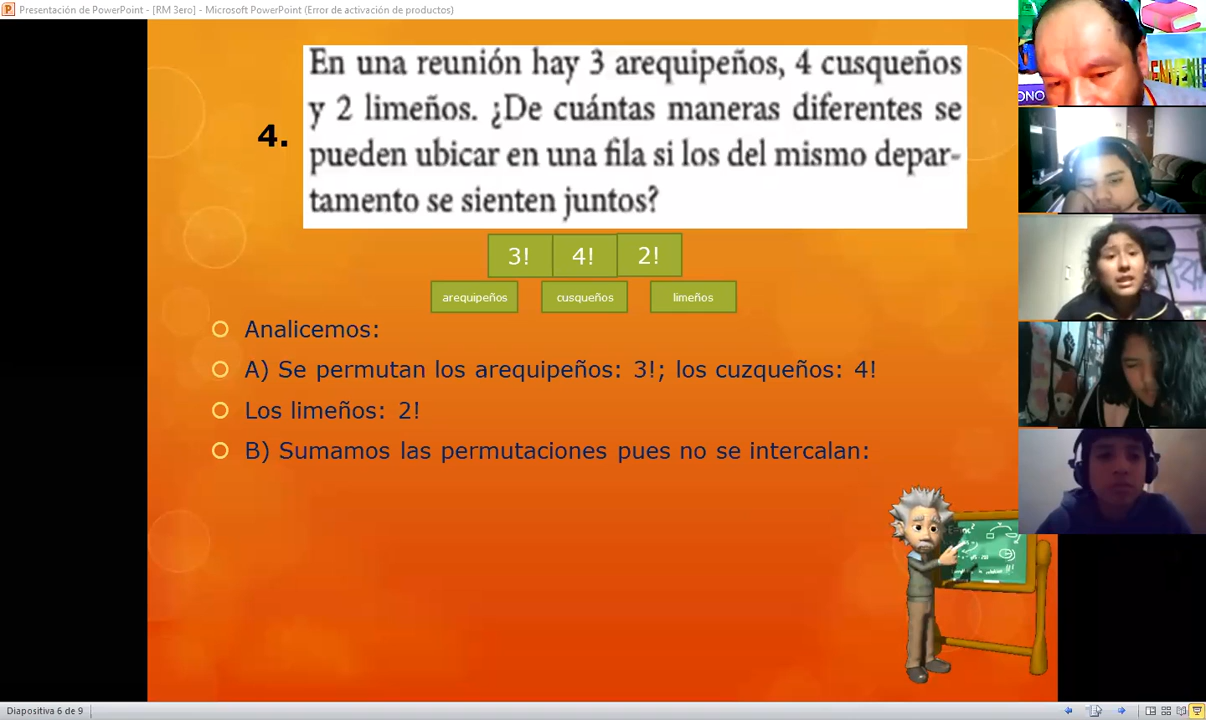 Presentación de PowerPoint - [RM 3ero] - Microsoft PowerPoint (Error de activación de productos)
4.
En una reunión hay 3 arequipeños, 4 cusqueños
y 2 limeños. ¿De cuántas maneras diferentes se
pueden ubicar en una fila si los del mismo depar-
tamento se sienten juntos?
3! 4! 2!
arequipeños cusqueños limeños
Analicemos:
A) Se permutan los arequipeños: 3!; los cuzqueños: 4!
Los limeños: 2!
B) Sumamos las permutaciones pues no se intercalan:
ONO
Diapositiva 6 de 9